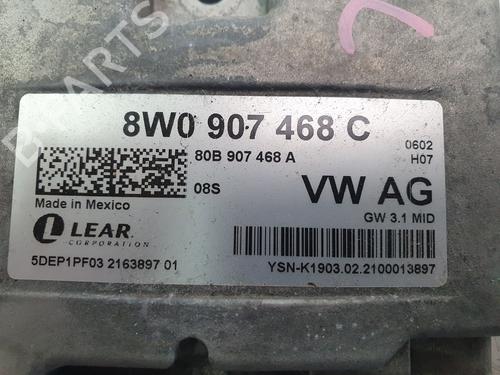 B-PARTS
8W0 907 468 C
0602
80B 907 468 A
H07
08S
VW AG
Made in Mexico
GW 3.1 MID
LEAR
CORPORATION
5DEP1PF03 2163897 01
YSN-K1903.02.2100013897